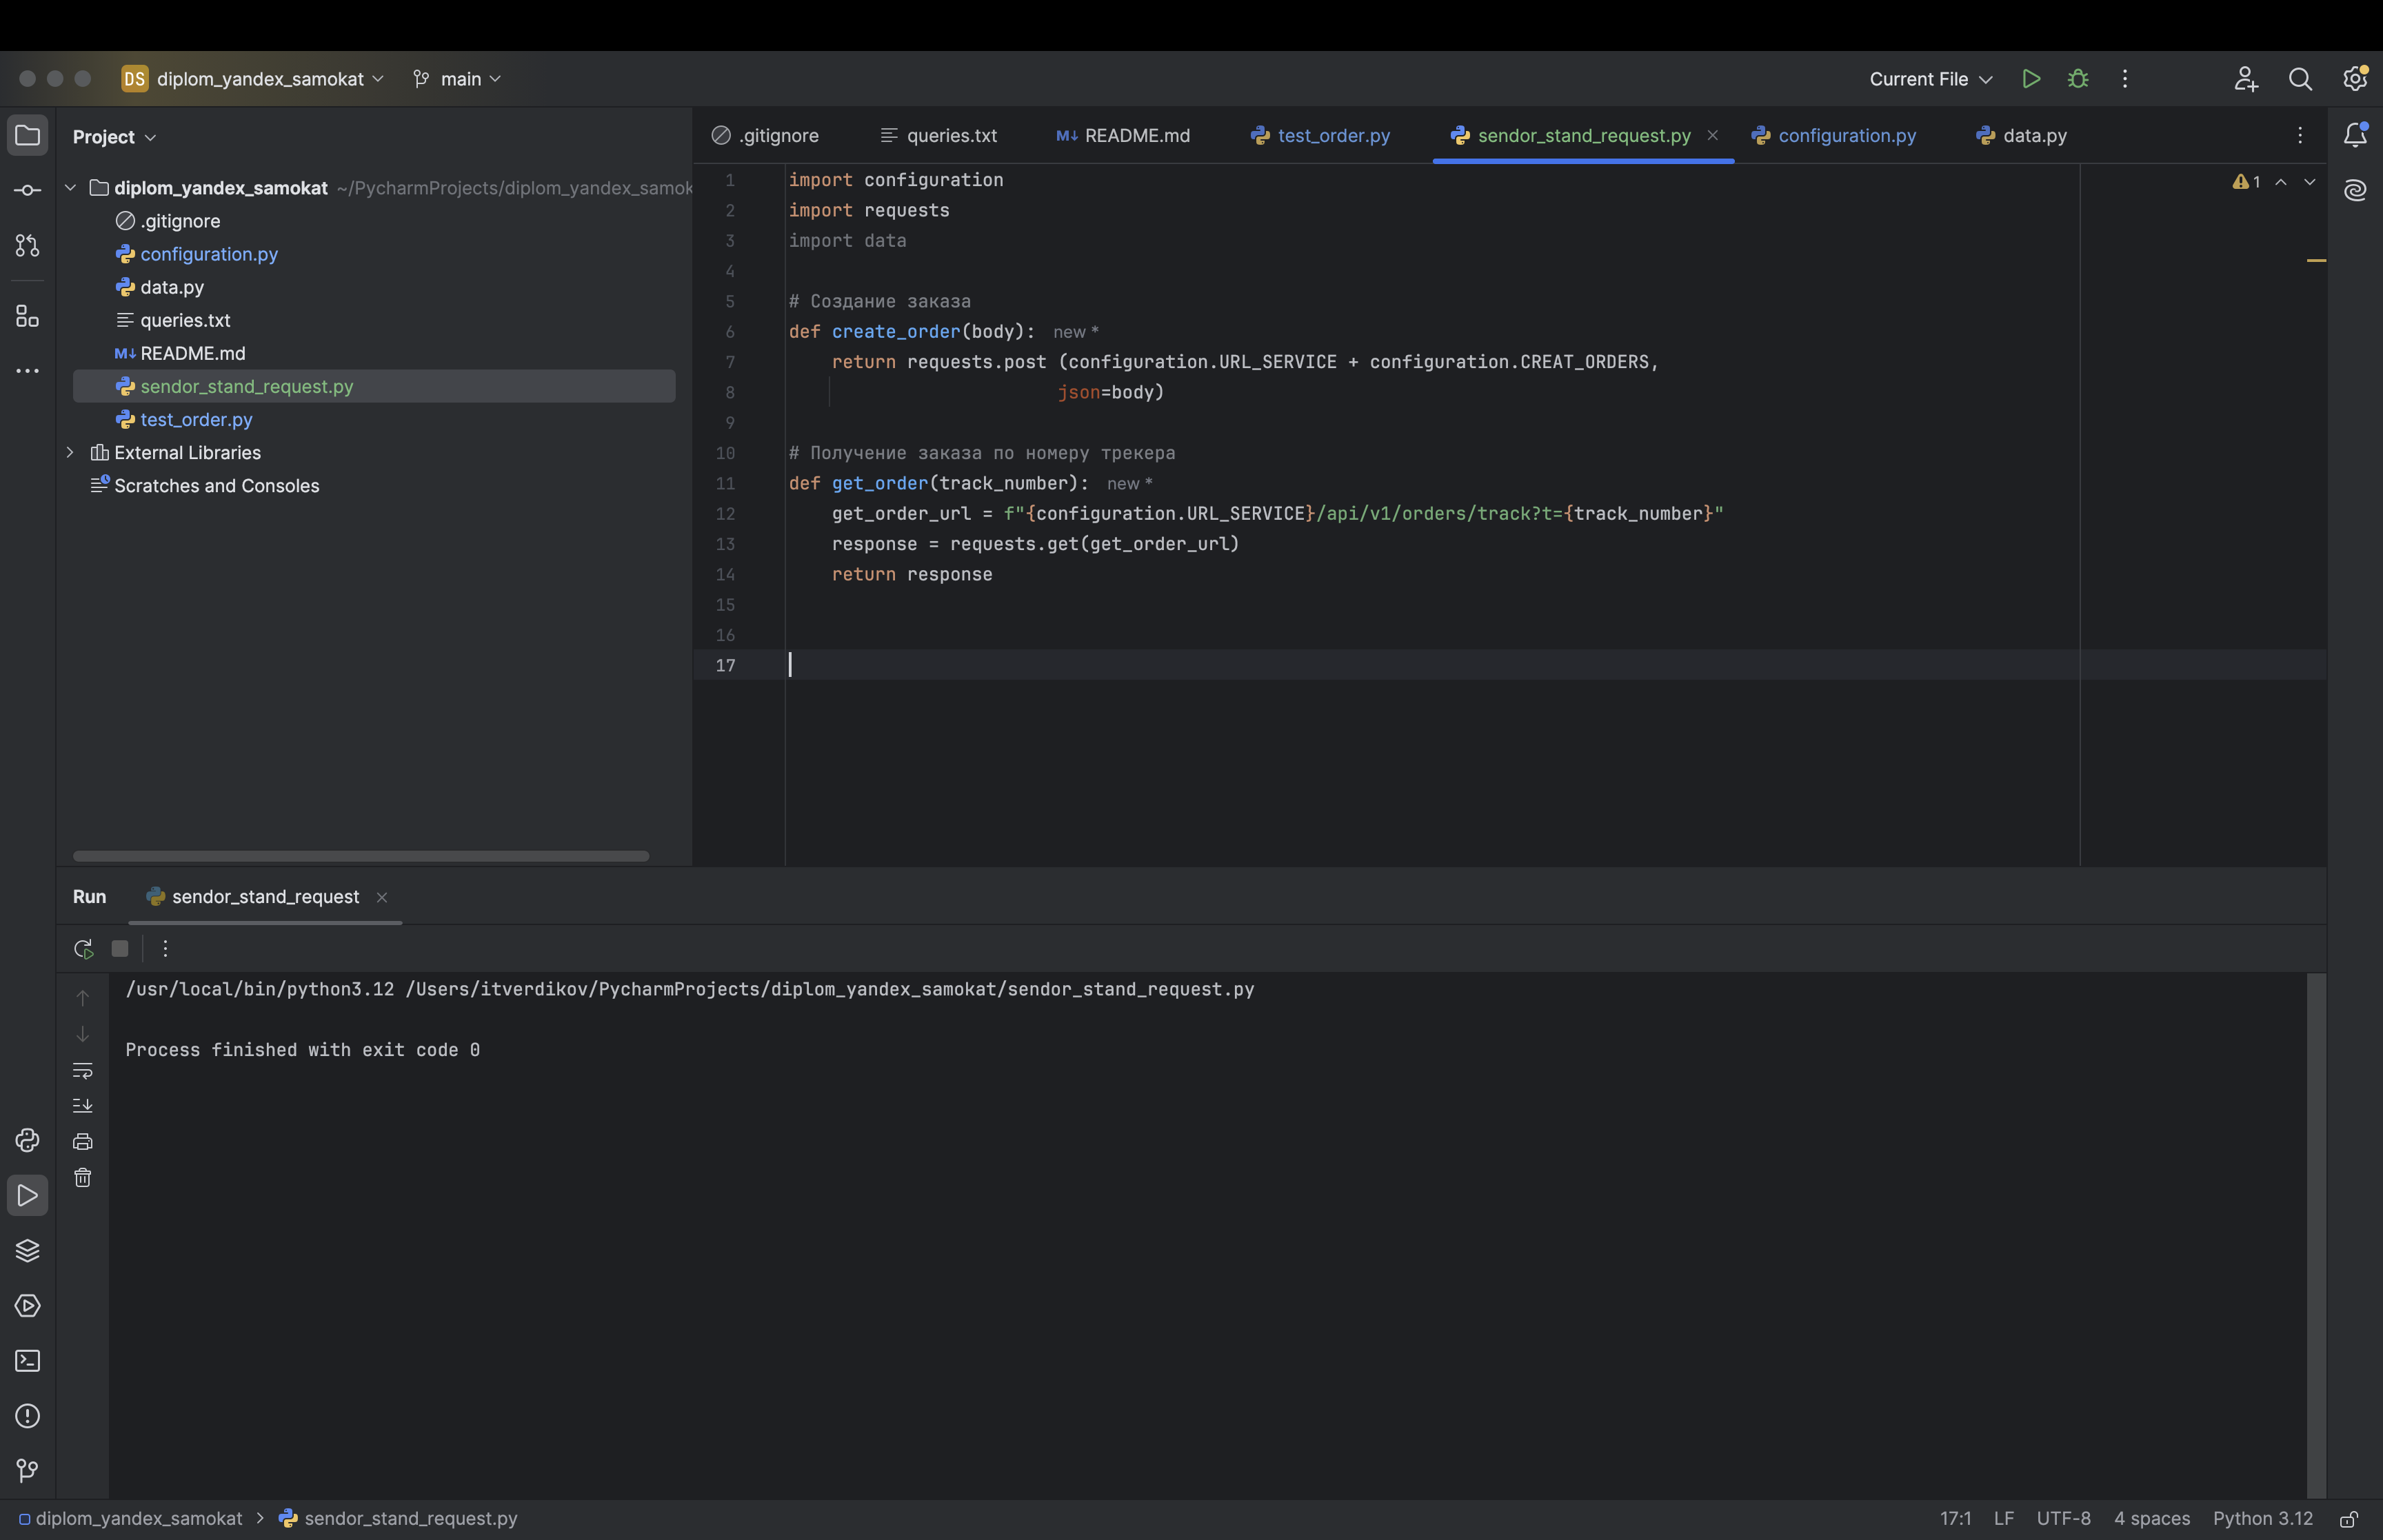 DS diplom_yandex_samokat main Current File
Project
.gitignore queries.txt M↓ README.md test_order.py sendor_stand_request.py configuration.py data.py
diplom_yandex_samokat ~/PycharmProjects/diplom_yandex_samok
.gitignore
configuration.py
data.py
queries.txt
M↓ README.md
sendor_stand_request.py
test_order.py
External Libraries
Scratches and Consoles
1 import configuration
2 import requests
3 import data
4
5 # Создание заказа
6 def create_order(body): new *
7 return requests.post (configuration.URL_SERVICE + configuration.CREAT_ORDERS,
8 json=body)
9
10 # Получение заказа по номеру трекера
11 def get_order(track_number): new *
12 get_order_url = f"{configuration.URL_SERVICE}/api/v1/orders/track?t={track_number}"
13 response = requests.get(get_order_url)
14 return response
15
16
17
1
Run sendor_stand_request
/usr/local/bin/python3.12 /Users/itverdikov/PycharmProjects/diplom_yandex_samokat/sendor_stand_request.py
Process finished with exit code 0
diplom_yandex_samokat > sendor_stand_request.py 17:1 LF UTF-8 4 spaces Python 3.12